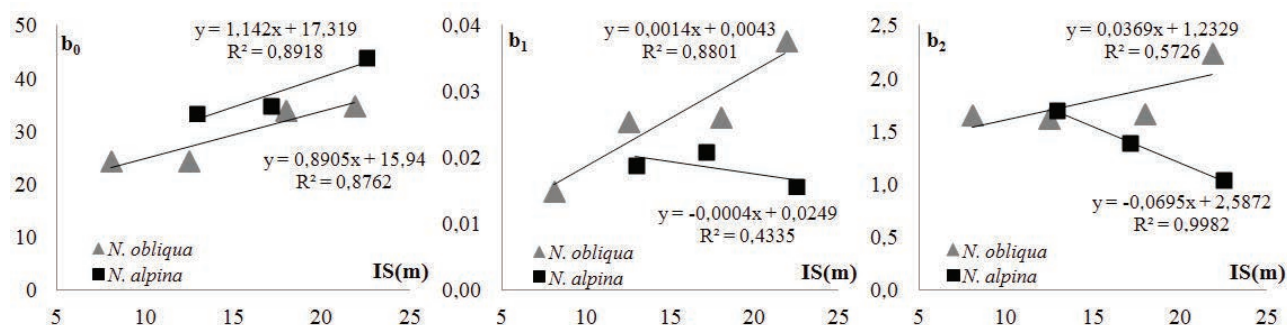 50
40
30
20
10
0
b0
y = 1,142x + 17,319
R² = 0,8918
y = 0,8905x + 15,94
R² = 0,8762
N. obliqua
N. alpina
IS(m)
5 10 15 20 25
0,04
0,03
0,02
0,01
0,00
b1
y = 0,0014x + 0,0043
R² = 0,8801
y = -0,0004x + 0,0249
R² = 0,4335
N. obliqua
N. alpina
IS(m)
5 10 15 20 25
2,5
2,0
1,5
1,0
0,5
0,0
b2
y = 0,0369x + 1,2329
R² = 0,5726
y = -0,0695x + 2,5872
R² = 0,9982
N. obliqua
N. alpina
IS(m)
5 10 15 20 25